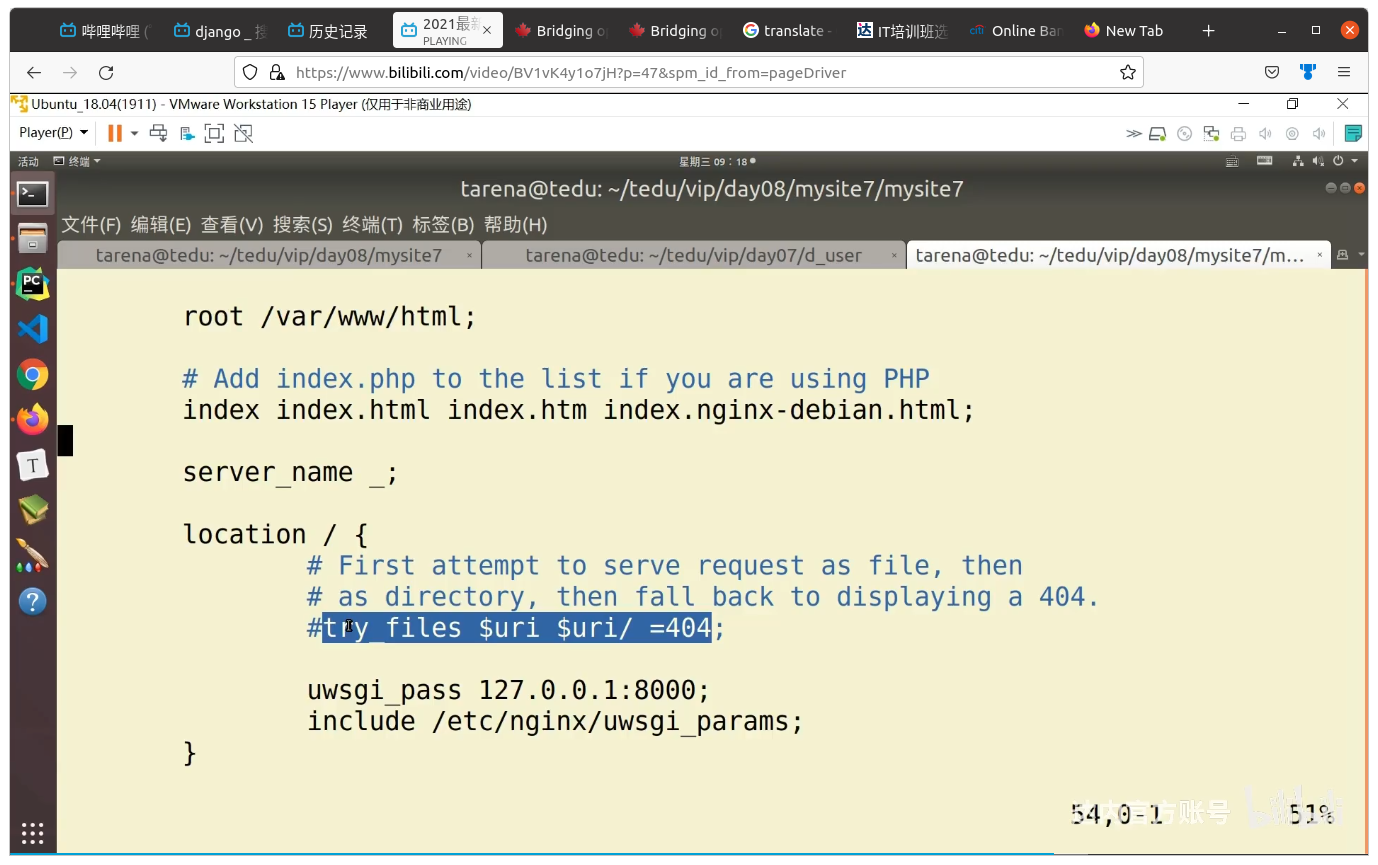 哔哩哔哩 (
django _ 搜
历史记录
2021最新
PLAYING
Bridging o
Bridging o
translate -
达
IT培训班选
citi
Online Ban
New Tab
https://www.bilibili.com/video/BV1vK4y1o7jH?p=47&spm_id_from=pageDriver
Ubuntu_18.04(1911) - VMware Workstation 15 Player (仅用于非商业用途)
Player(P)
活动
终端
星期三 09：18
tarena@tedu: ~/tedu/vip/day08/mysite7/mysite7
文件(F) 编辑(E) 查看(V) 搜索(S) 终端(T) 标签(B) 帮助(H)
tarena@tedu: ~/tedu/vip/day08/mysite7
tarena@tedu: ~/tedu/vip/day07/d_user
tarena@tedu: ~/tedu/vip/day08/mysite7/m...
PC
T
?
root /var/www/html;
# Add index.php to the list if you are using PHP
index index.html index.htm index.nginx-debian.html;
server_name _;
location / {
# First attempt to serve request as file, then
# as directory, then fall back to displaying a 404.
#try_files $uri $uri/ =404;
uwsgi_pass 127.0.0.1:8000;
include /etc/nginx/uwsgi_params;
}
54,0-1
51%
官方账号